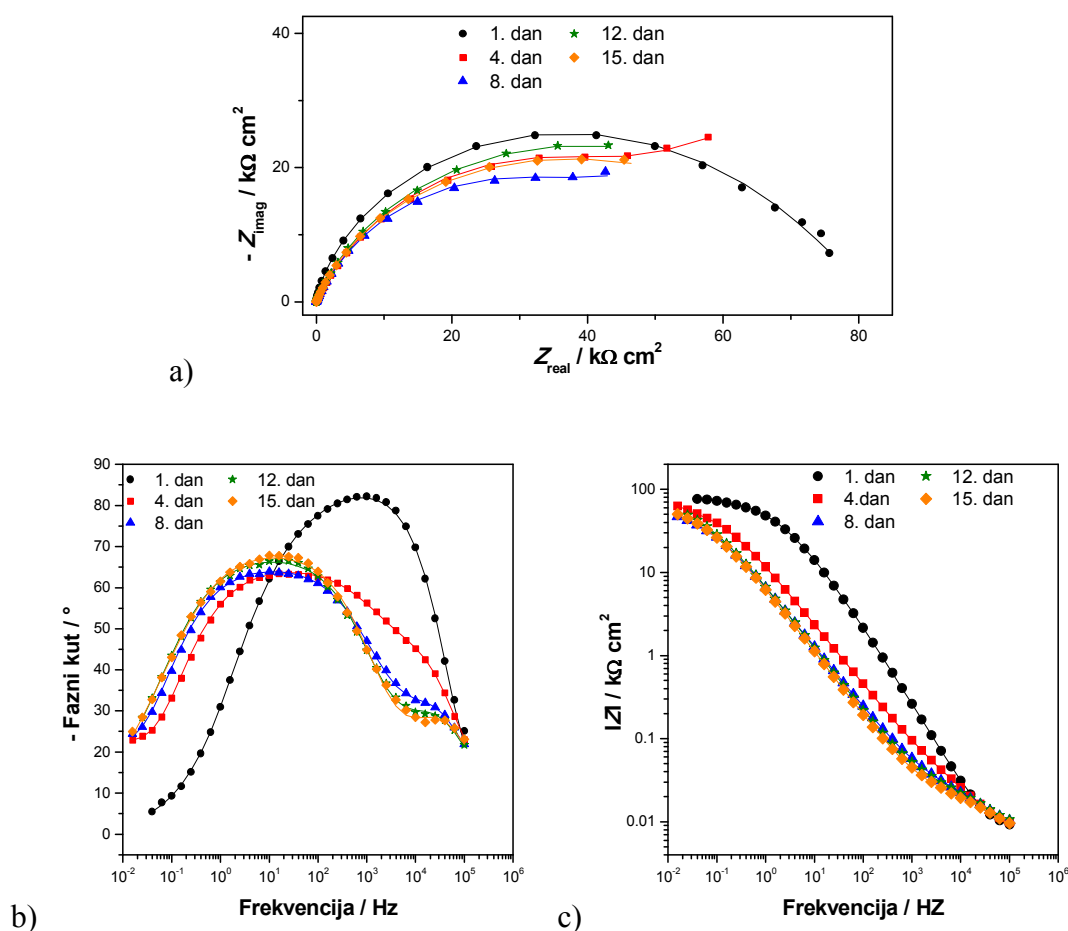 40
20
0
- Z_imag / kΩ cm²
1. dan
4. dan
8. dan
12. dan
15. dan
0 20 40 60 80
Z_real / kΩ cm²
a)
90
80
70
60
50
40
30
20
10
0
- Fazni kut / °
1. dan
4. dan
8. dan
12. dan
15. dan
10⁻² 10⁻¹ 10⁰ 10¹ 10² 10³ 10⁴ 10⁵ 10⁶
Frekvencija / Hz
b)
100
10
1
0.1
0.01
|Z| / kΩ cm²
1. dan
4.dan
8. dan
12. dan
15. dan
10⁻² 10⁻¹ 10⁰ 10¹ 10² 10³ 10⁴ 10⁵ 10⁶
Frekvencija / HZ
c)